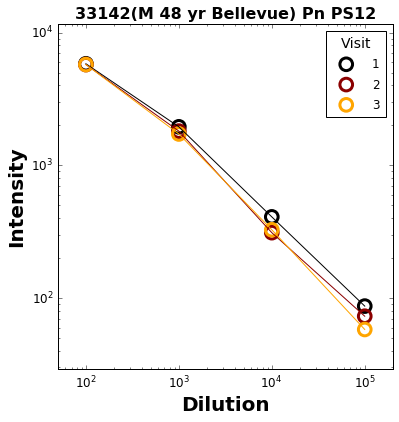 33142(M 48 yr Bellevue) Pn PS12
Visit
1
2
3
Intensity
10⁴
10³
10²
10² 10³ 10⁴ 10⁵
Dilution